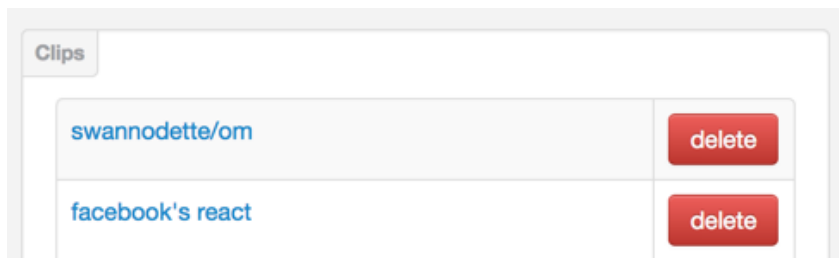 Clips
swannodette/om
delete
facebook's react
delete